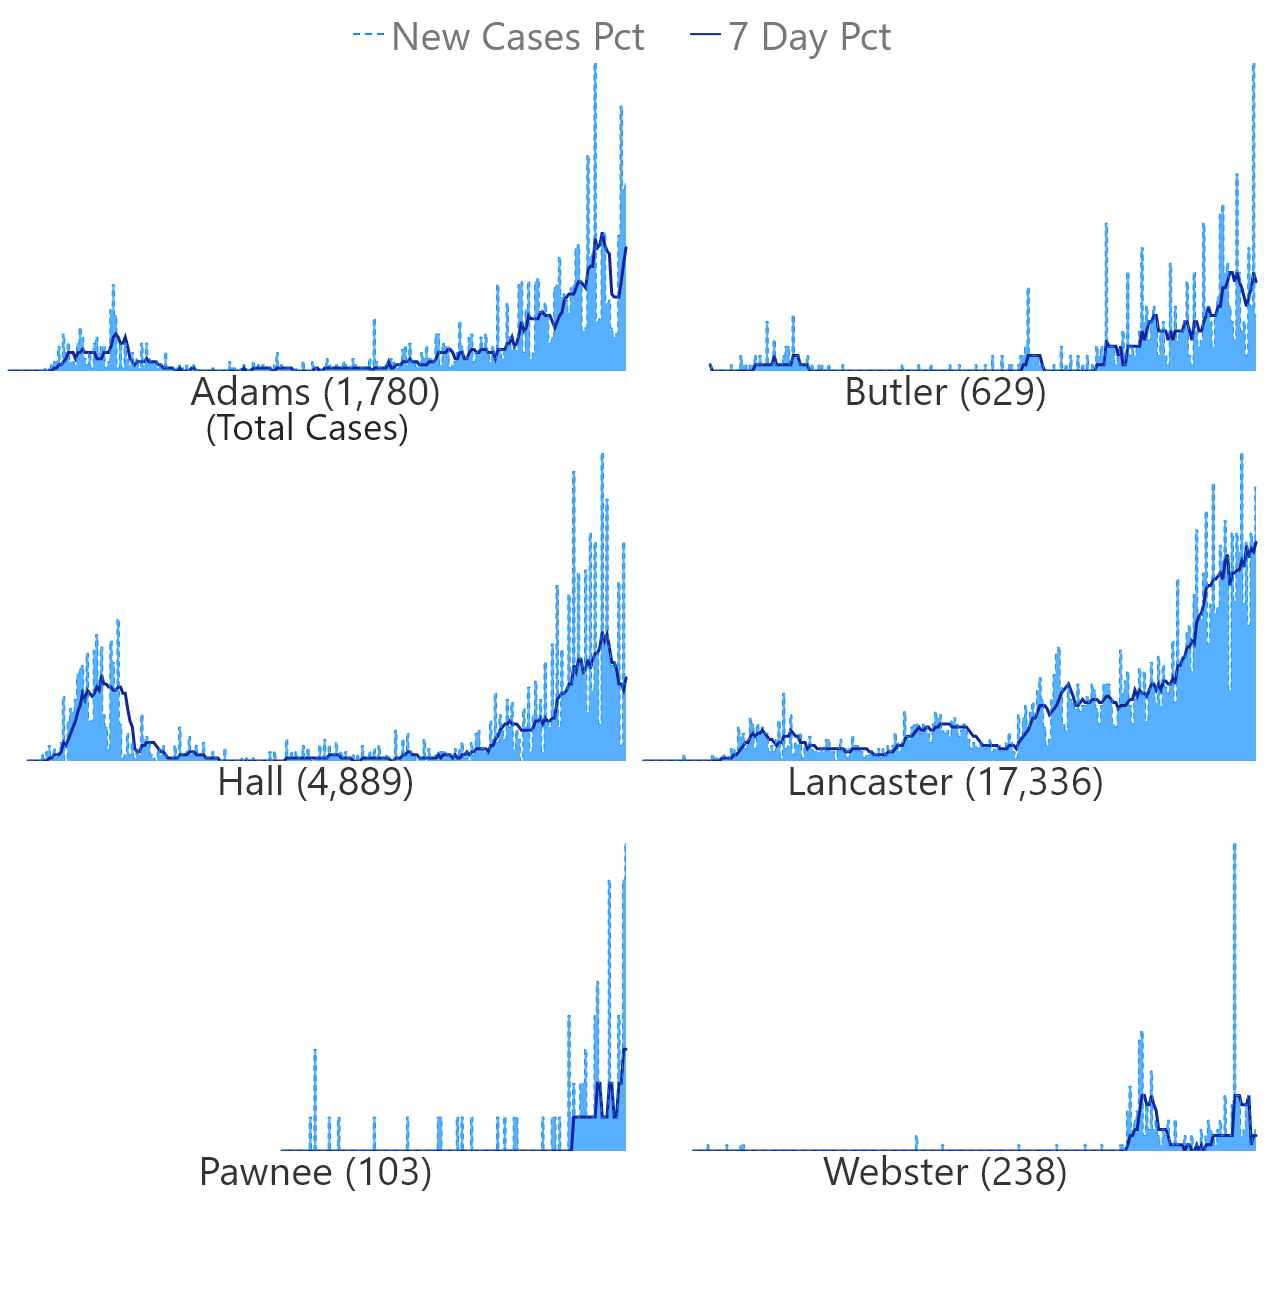 New Cases Pct 7 Day Pct
Adams (1,780) Butler (629)
(Total Cases)
Hall (4,889) Lancaster (17,336)
Pawnee (103) Webster (238)